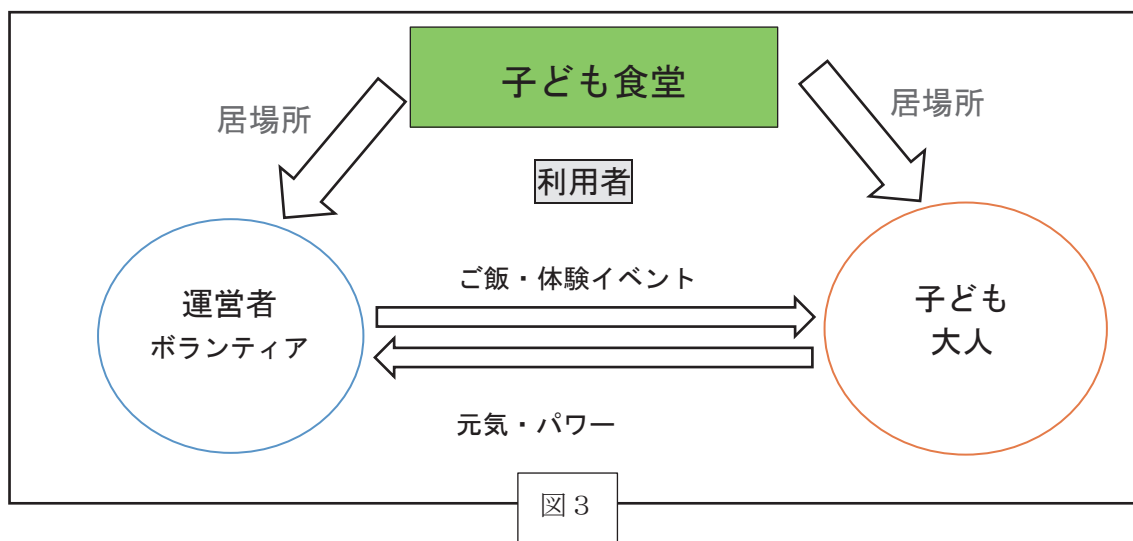 子ども食堂
居場所
居場所
利用者
ご飯・体験イベント
運営者
ボランティア
子ども
大人
元気・パワー
図３